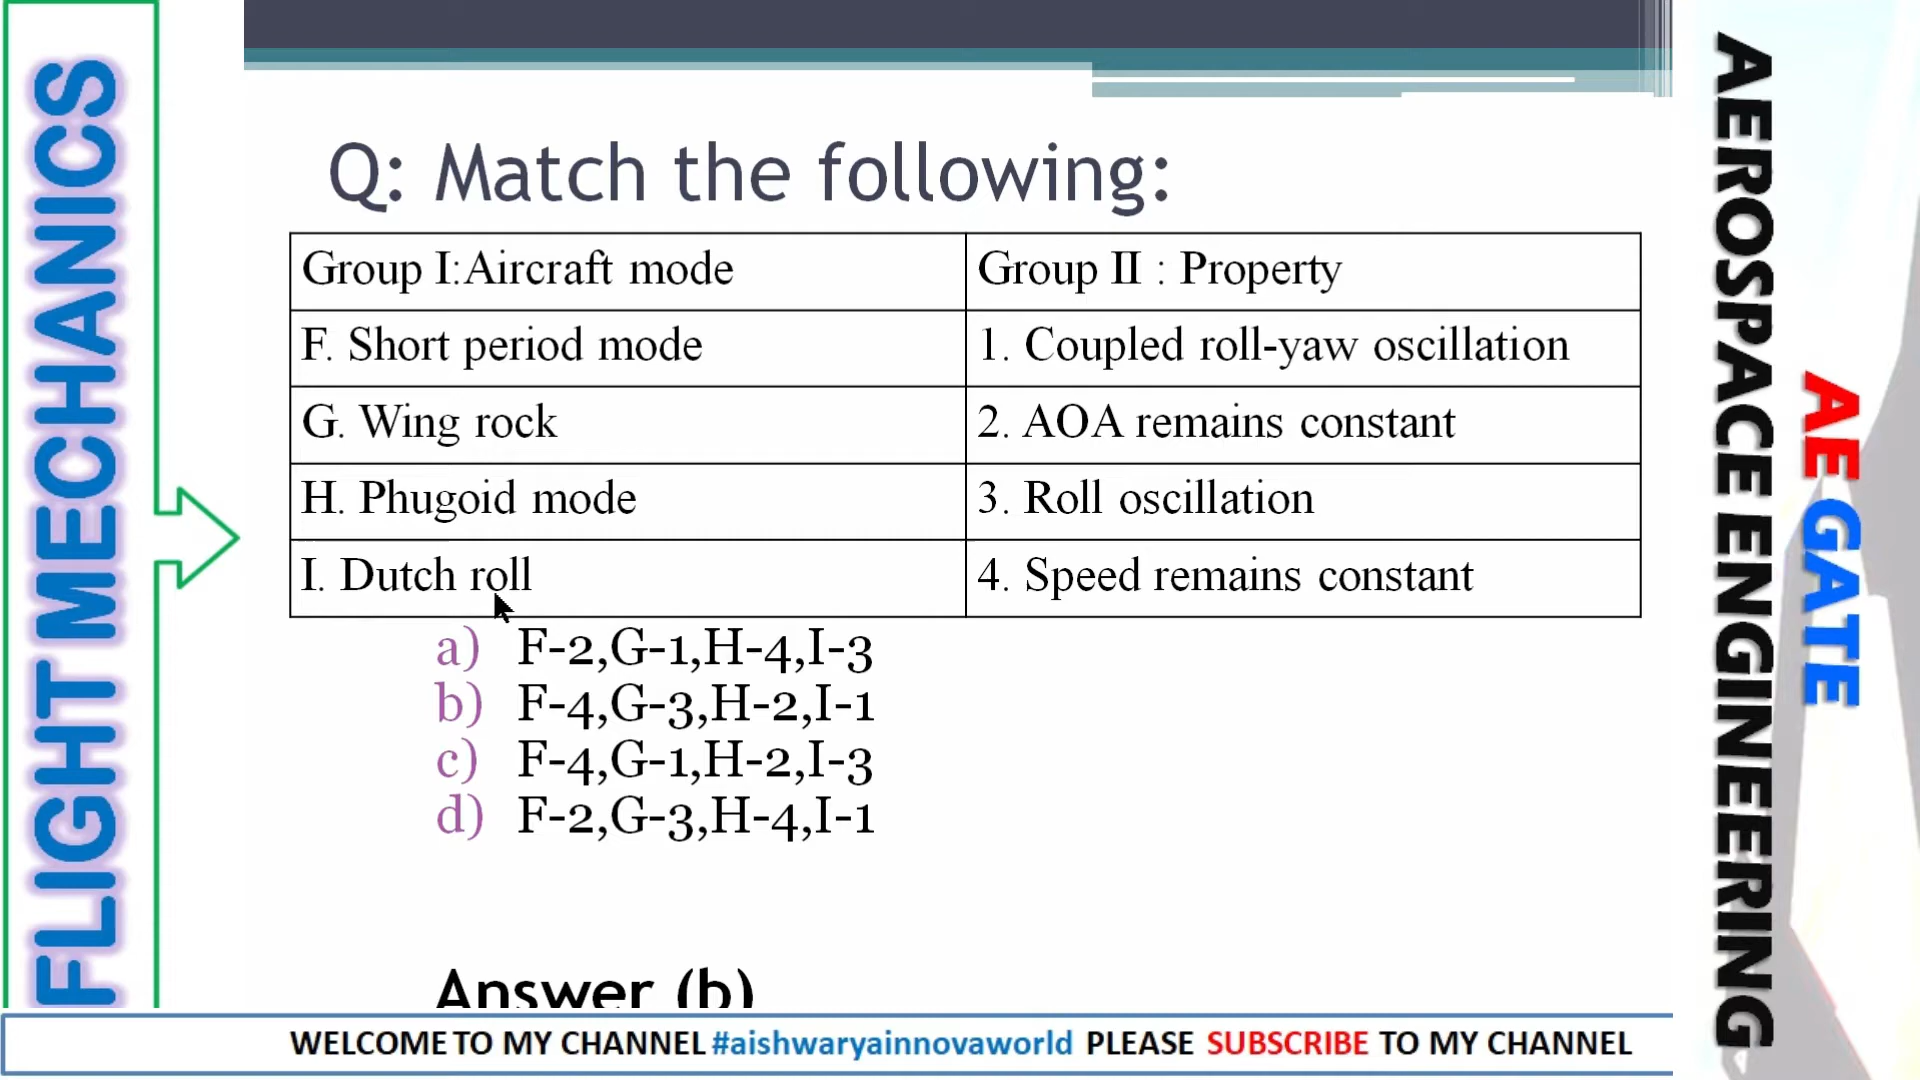 FLIGHT MECHANICS
Q: Match the following:
Group I:Aircraft mode
Group II : Property
F. Short period mode
1. Coupled roll-yaw oscillation
G. Wing rock
2. AOA remains constant
H. Phugoid mode
3. Roll oscillation
I. Dutch roll
4. Speed remains constant
a) F-2,G-1,H-4,I-3
b) F-4,G-3,H-2,I-1
c) F-4,G-1,H-2,I-3
d) F-2,G-3,H-4,I-1
Answer (b)
AEROSPACE ENGINEERING
AE GATE
WELCOME TO MY CHANNEL #aishwaryainnovaworld PLEASE SUBSCRIBE TO MY CHANNEL